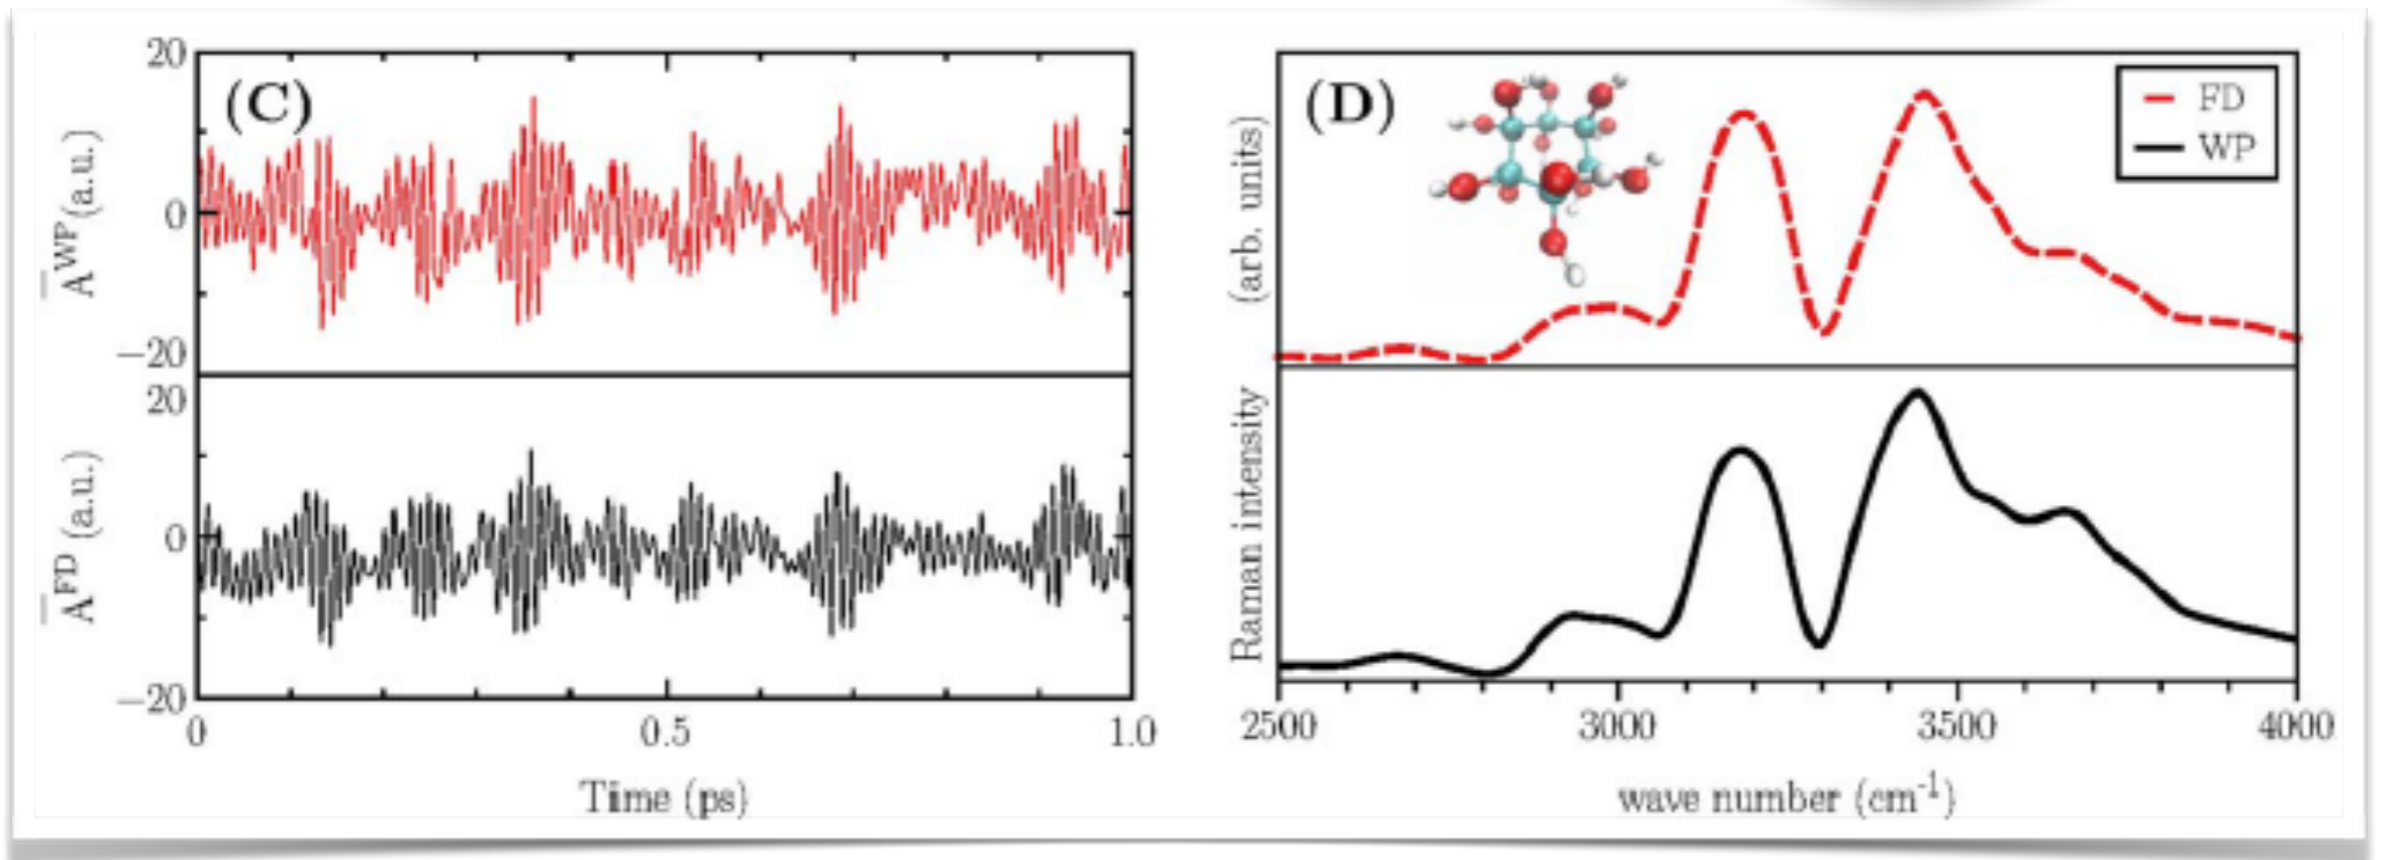 20
(C)
0
−20
A^WP (a.u.)
20
0
−20
A^FD (a.u.)
0 0.5 1.0
Time (ps)
(D)
FD
WP
Raman intensity (arb. units)
2500 3000 3500 4000
wave number (cm-1)